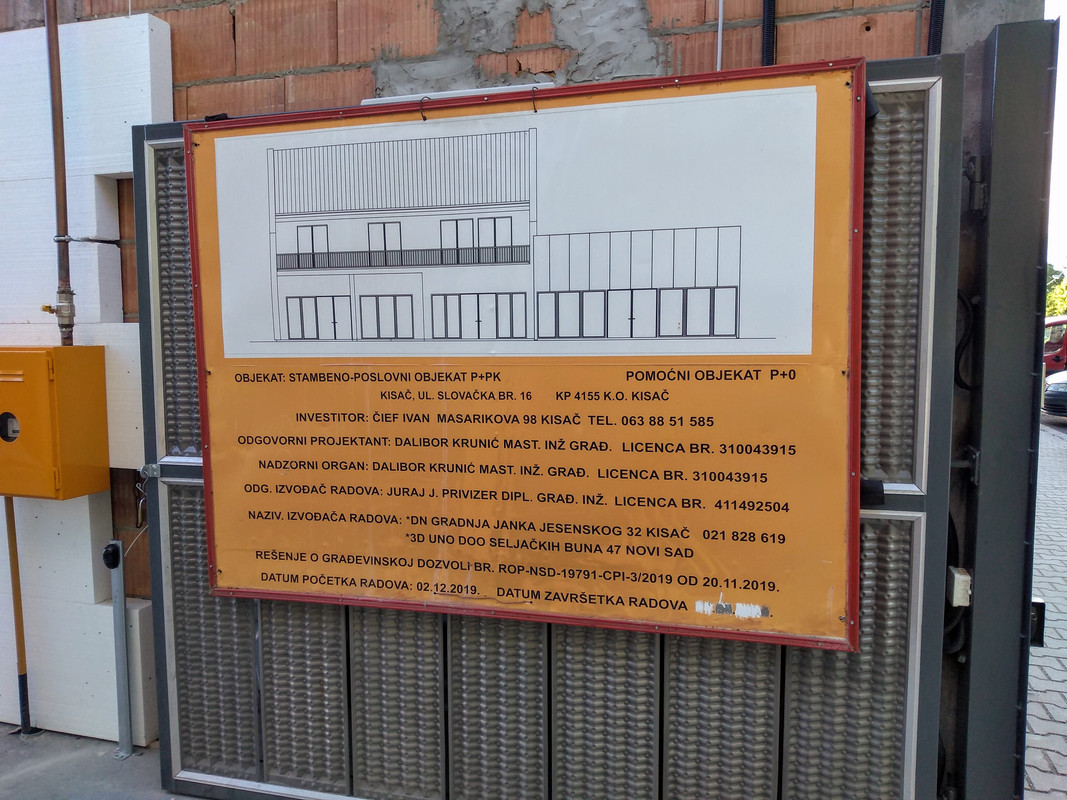 OBJEKAT: STAMBENO-POSLOVNI OBJEKAT P+PK POMOĆNI OBJEKAT P+0
KISAČ, UL. SLOVAČKA BR. 16 KP 4155 K.O. KISAČ
INVESTITOR: ČIEF IVAN MASARIKOVA 98 KISAČ TEL. 063 88 51 585
ODGOVORNI PROJEKTANT: DALIBOR KRUNIĆ MAST. INŽ GRAĐ. LICENCA BR. 310043915
NADZORNI ORGAN: DALIBOR KRUNIĆ MAST. INŽ. GRAĐ. LICENCA BR. 310043915
ODG. IZVOĐAČ RADOVA: JURAJ J. PRIVIZER DIPL. GRAĐ. INŽ. LICENCA BR. 411492504
NAZIV. IZVOĐAČA RADOVA: *DN GRADNJA JANKA JESENSKOG 32 KISAČ 021 828 619
*3D UNO DOO SELJAČKIH BUNA 47 NOVI SAD
REŠENJE O GRAĐEVINSKOJ DOZVOLI BR. ROP-NSD-19791-CPI-3/2019 OD 20.11.2019.
DATUM POČETKA RADOVA: 02.12.2019. DATUM ZAVRŠETKA RADOVA